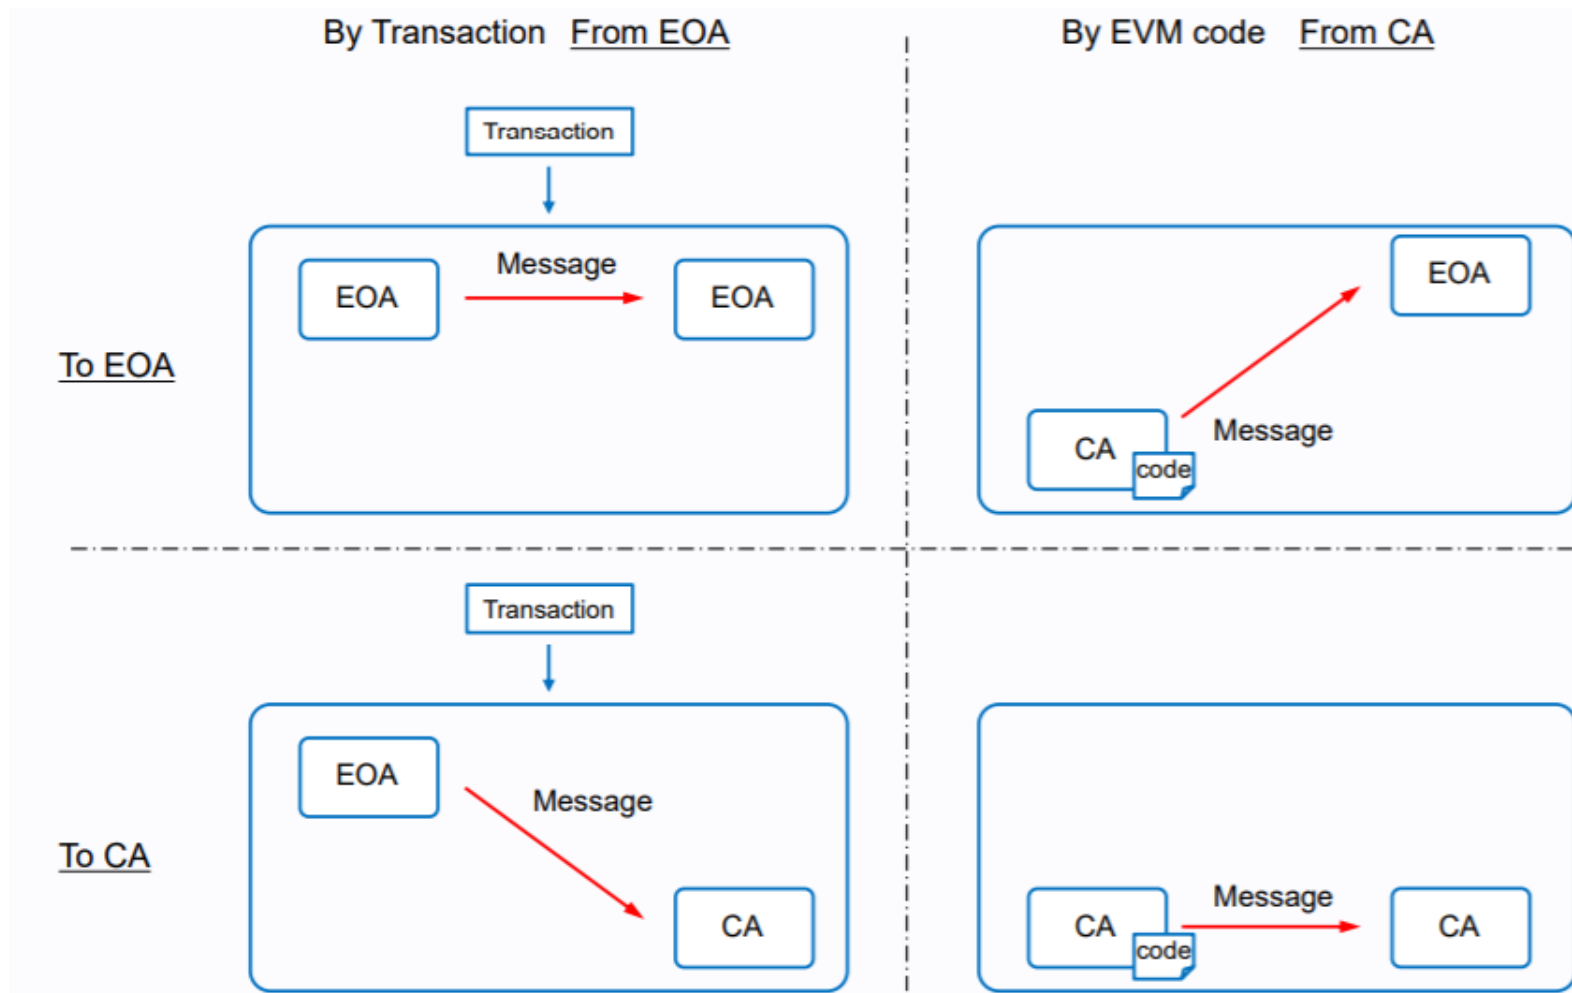 By Transaction From EOA
By EVM code From CA
Transaction
Message
EOA
EOA
To EOA
EOA
Message
CA
code
Transaction
EOA
Message
To CA
CA
Message
CA
code
CA